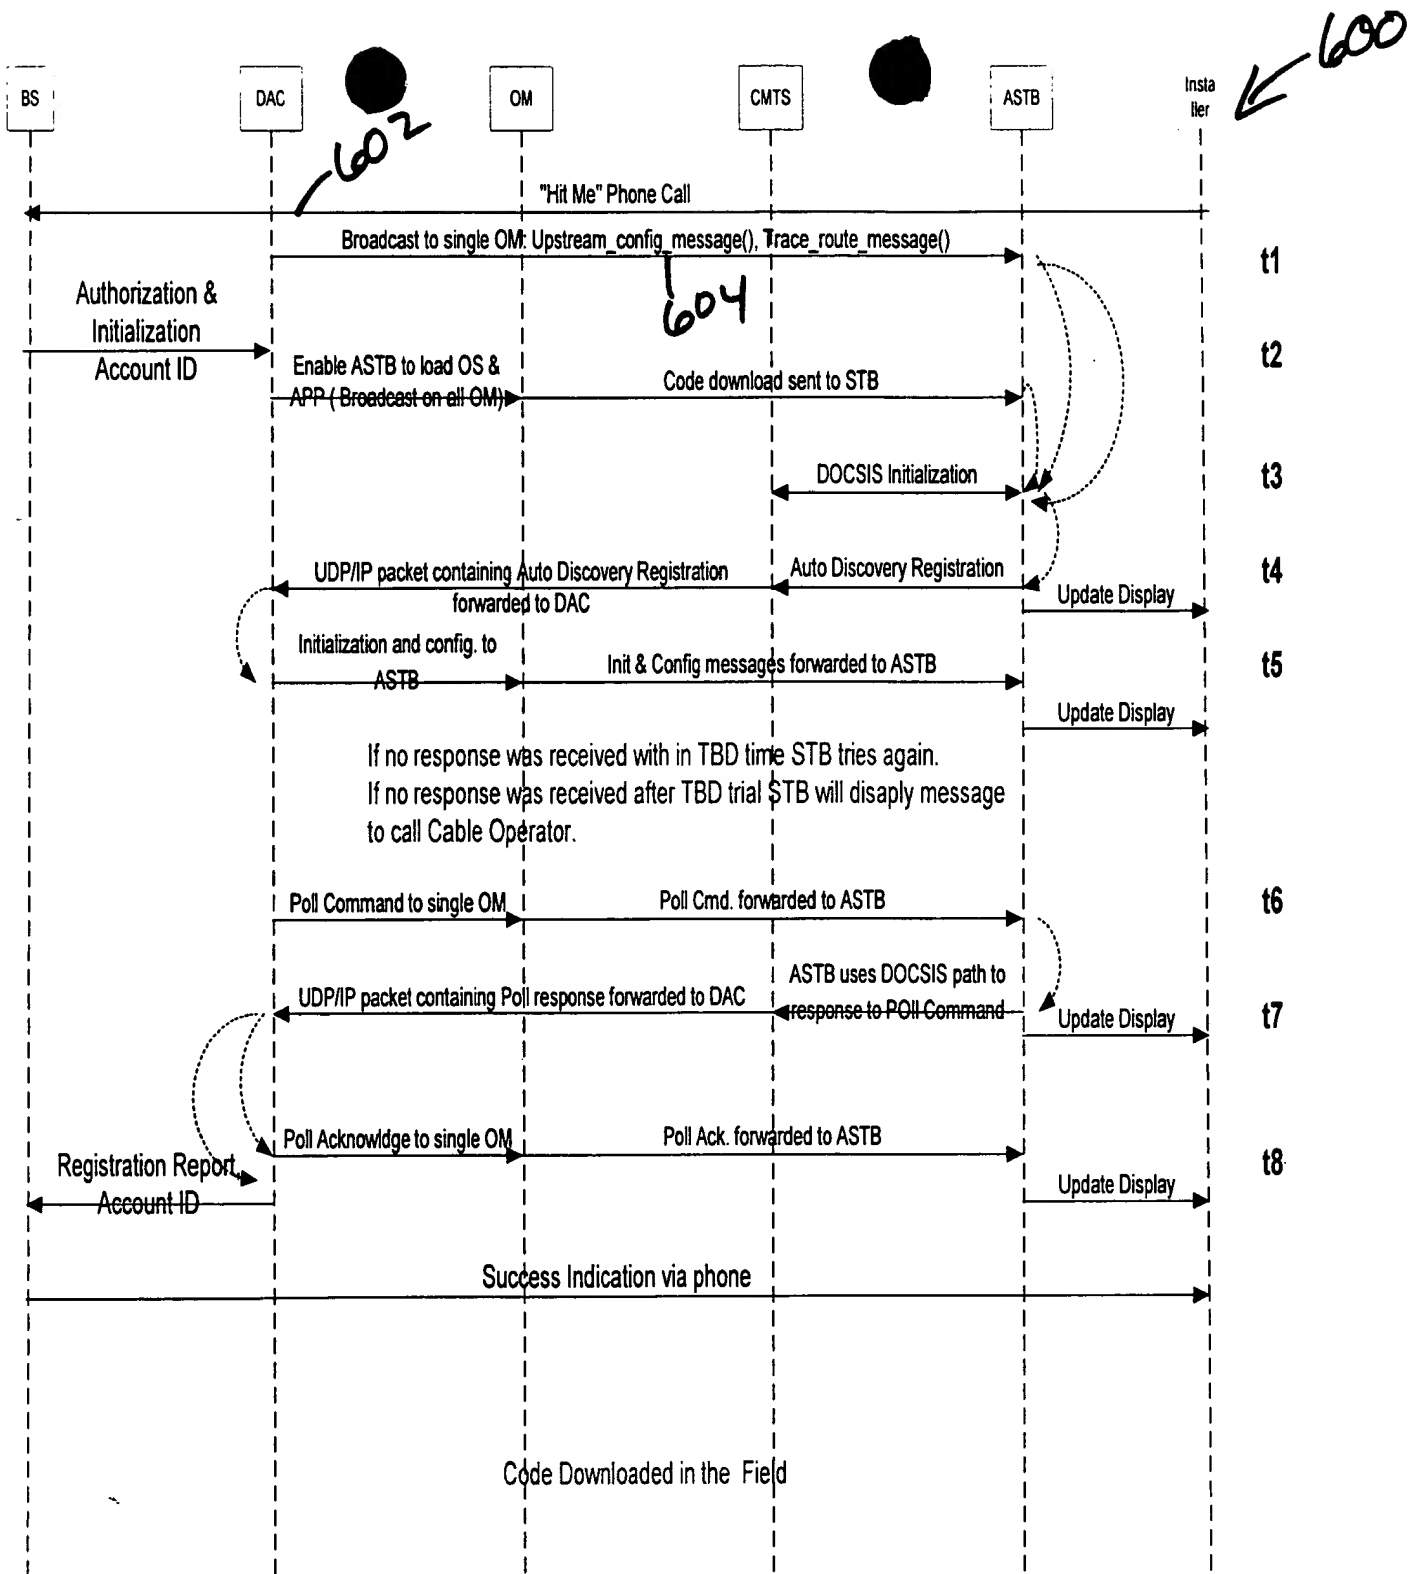 600
BS
DAC
OM
CMTS
ASTB
Insta
ller
602
"Hit Me" Phone Call
Broadcast to single OM: Upstream_config_message(), Trace_route_message()
t1
604
Authorization &
Initialization
Account ID
t2
Enable ASTB to load OS &
APP ( Broadcast on all OM)
Code download sent to STB
DOCSIS Initialization
t3
UDP/IP packet containing Auto Discovery Registration
forwarded to DAC
Auto Discovery Registration
t4
Update Display
Initialization and config. to
ASTB
Init & Config messages forwarded to ASTB
t5
Update Display
If no response was received with in TBD time STB tries again.
If no response was received after TBD trial STB will disaply message
to call Cable Operator.
Poll Command to single OM
Poll Cmd. forwarded to ASTB
t6
ASTB uses DOCSIS path to
response to POll Command
UDP/IP packet containing Poll response forwarded to DAC
Update Display
t7
Poll Acknowldge to single OM
Poll Ack. forwarded to ASTB
t8
Registration Report,
Account ID
Update Display
Success Indication via phone
Code Downloaded in the Field